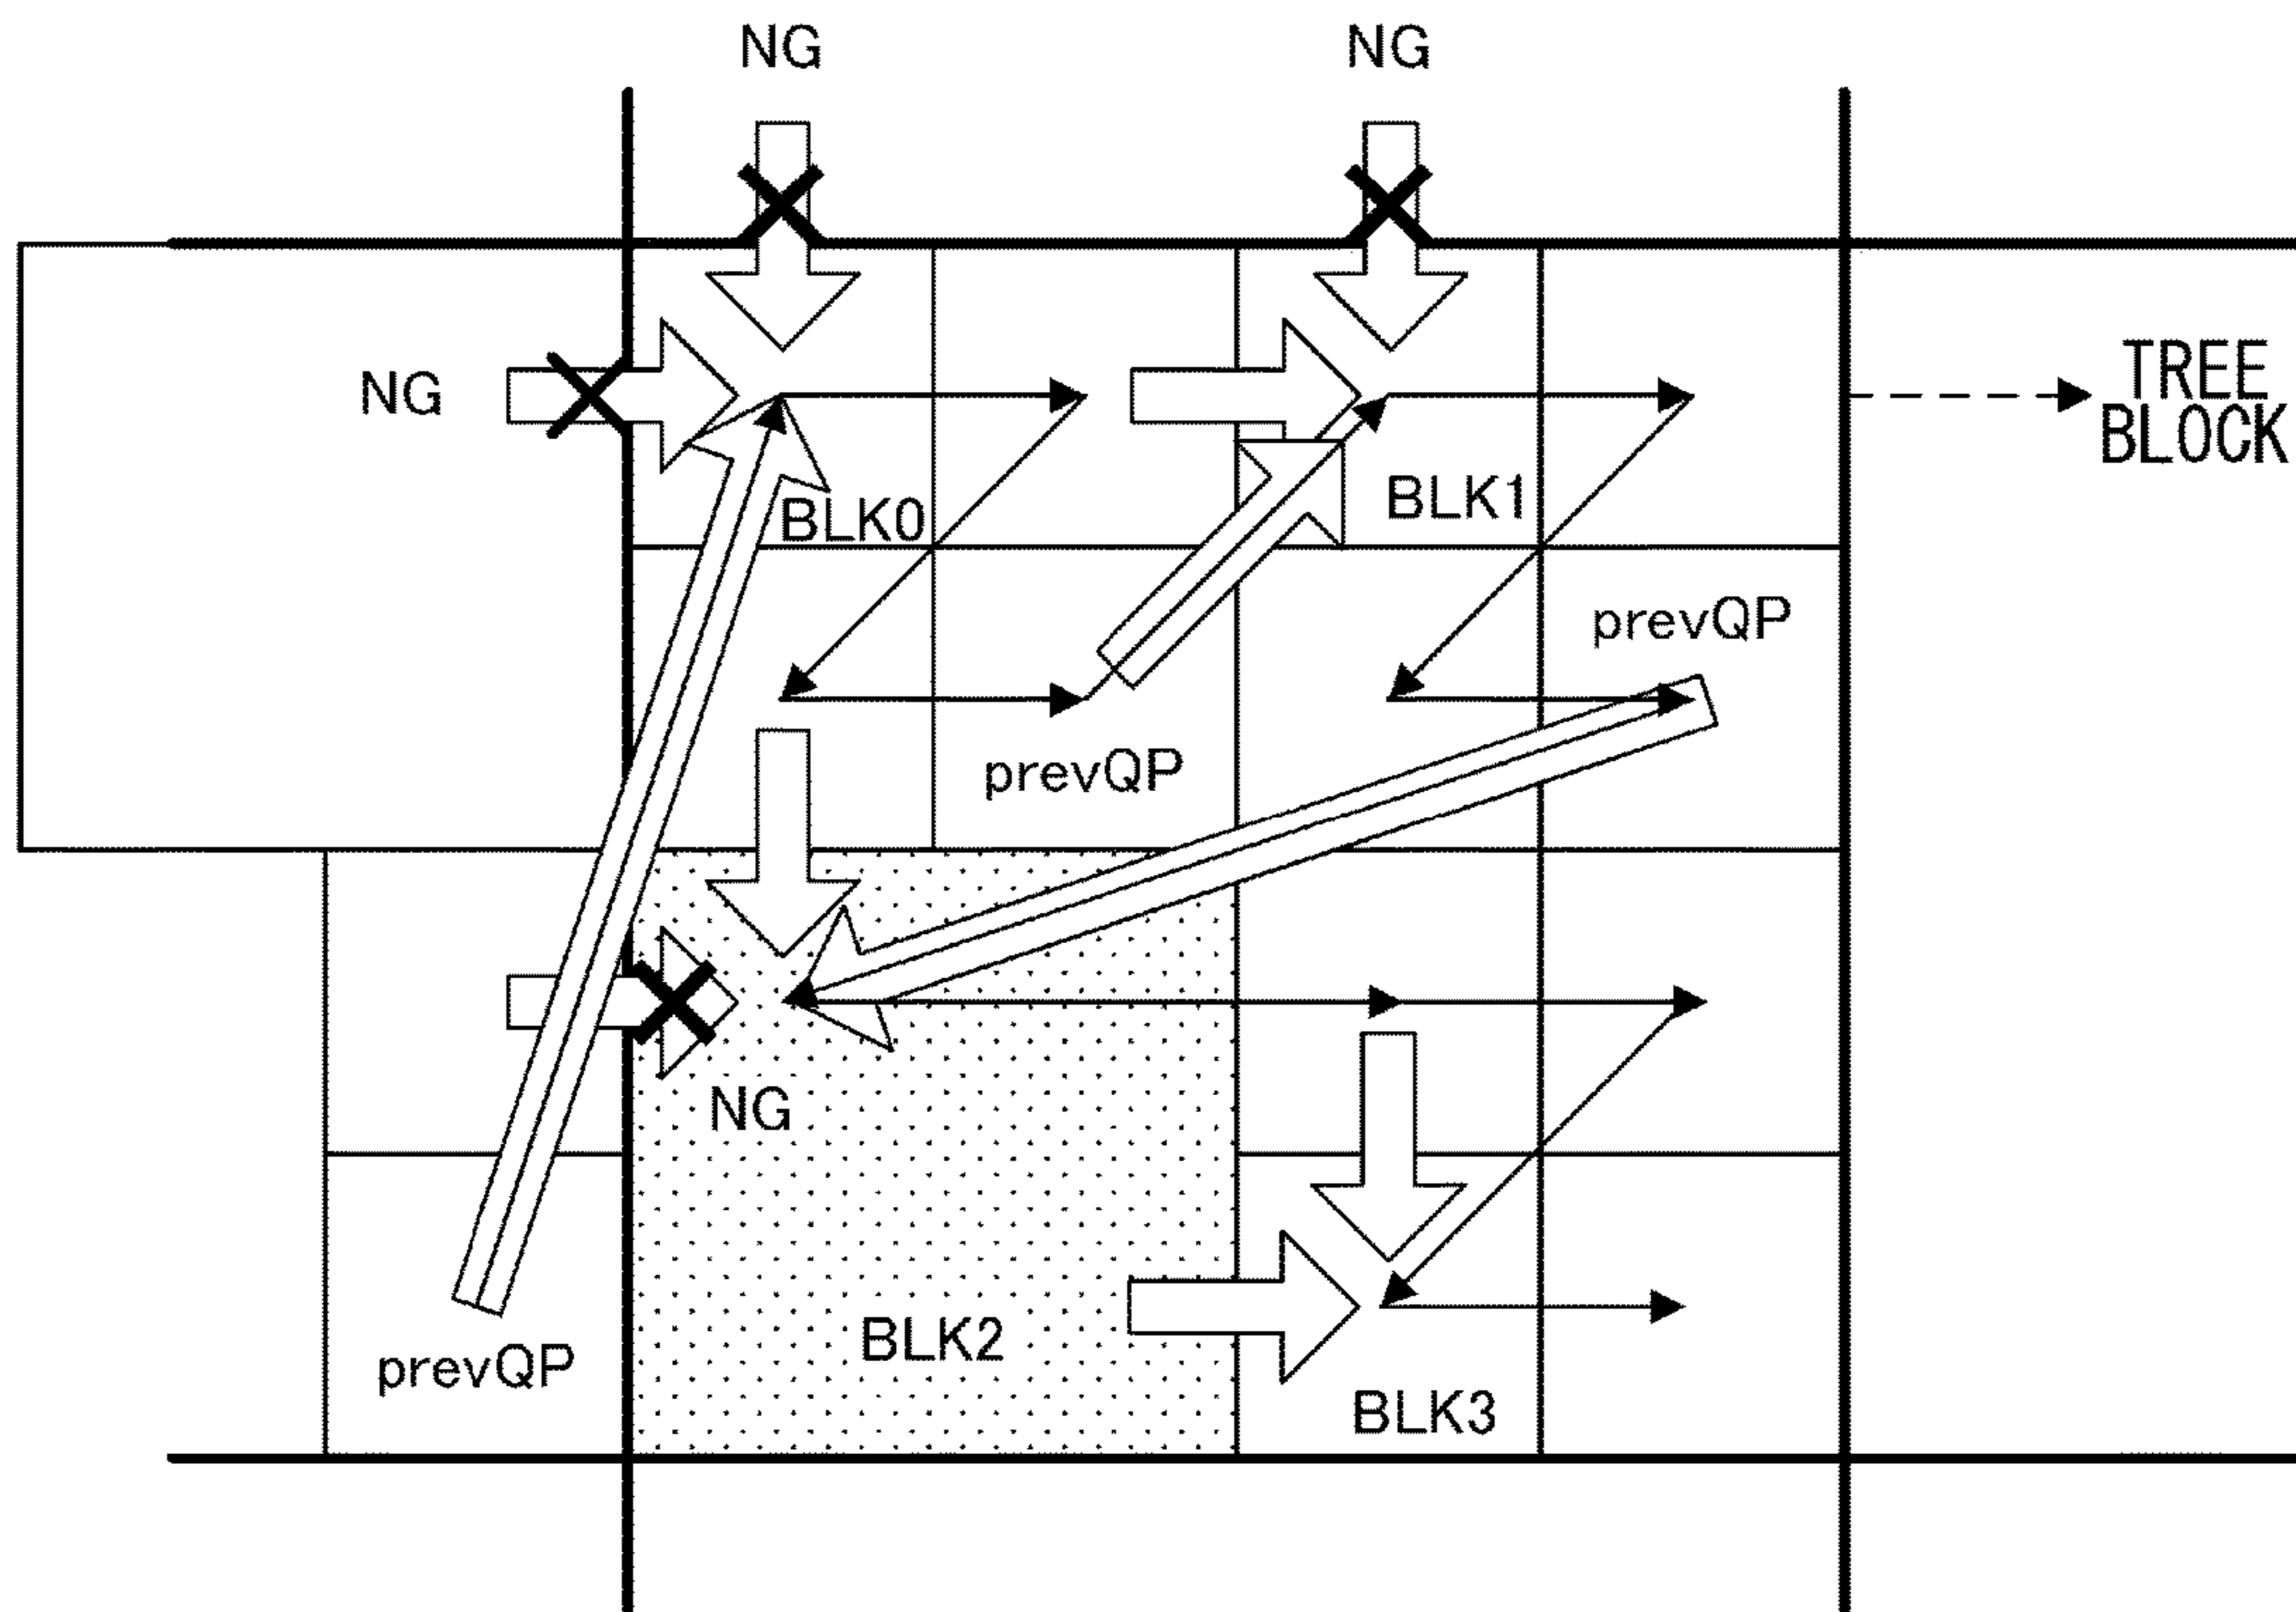 NG
NG
NG
TREE
BLOCK
BLK0
BLK1
prevQP
prevQP
NG
BLK2
prevQP
BLK3